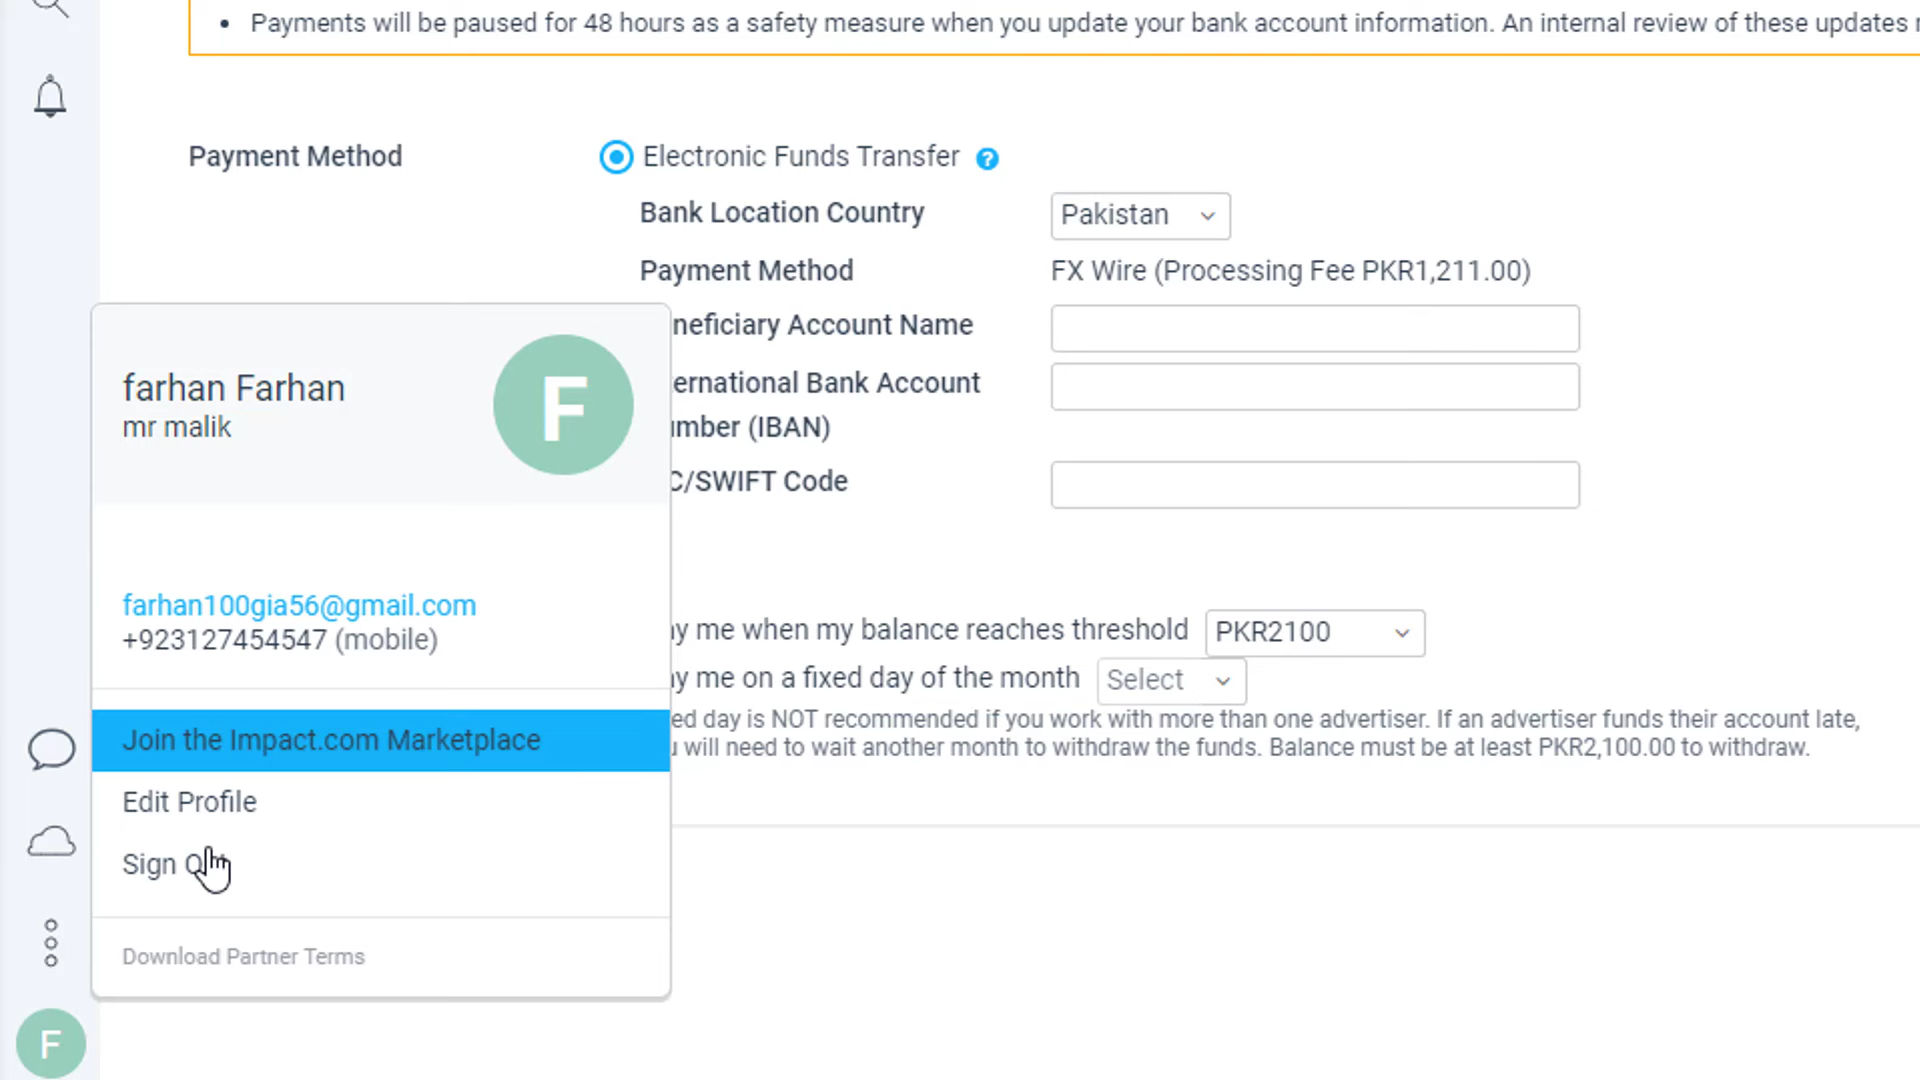 • Payments will be paused for 48 hours as a safety measure when you update your bank account information. An internal review of these updates
Payment Method
Electronic Funds Transfer ?
Bank Location Country
Pakistan
Payment Method
FX Wire (Processing Fee PKR1,211.00)
neficiary Account Name
ernational Bank Account
umber (IBAN)
C/SWIFT Code
farhan Farhan
mr malik
F
farhan100gia56@gmail.com
+923127454547 (mobile)
Join the Impact.com Marketplace
Edit Profile
Sign
Download Partner Terms
F
ay me when my balance reaches threshold
PKR2100
ay me on a fixed day of the month
Select
ed day is NOT recommended if you work with more than one advertiser. If an advertiser funds their account late,
u will need to wait another month to withdraw the funds. Balance must be at least PKR2,100.00 to withdraw.